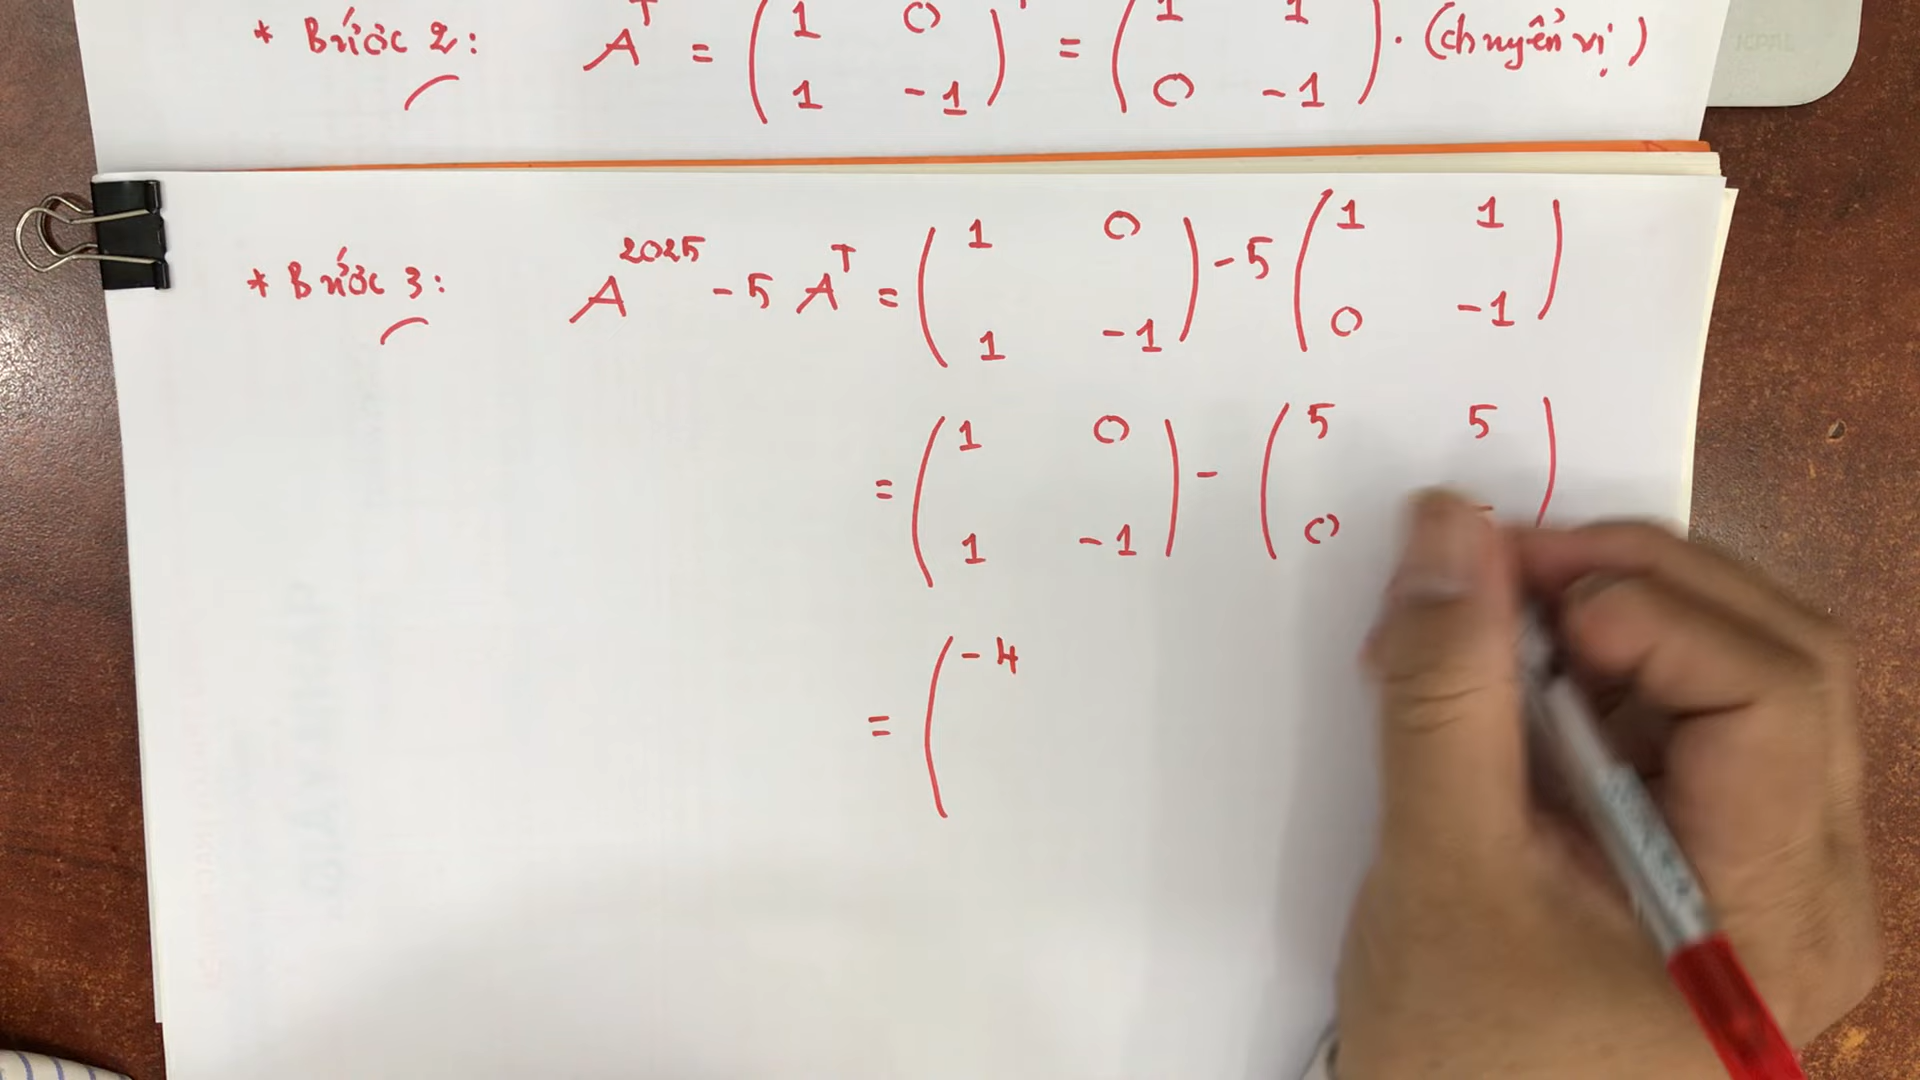 * Bước 2: A^T = (1 0 ; 1 -1)^T = (1 1 ; 0 -1). (chuyển vị)
* Bước 3: A^2025 - 5A^T = (1 0 ; 1 -1) - 5 (1 1 ; 0 -1)
= (1 0 ; 1 -1) - (5 5 ; 0 -
= (-4